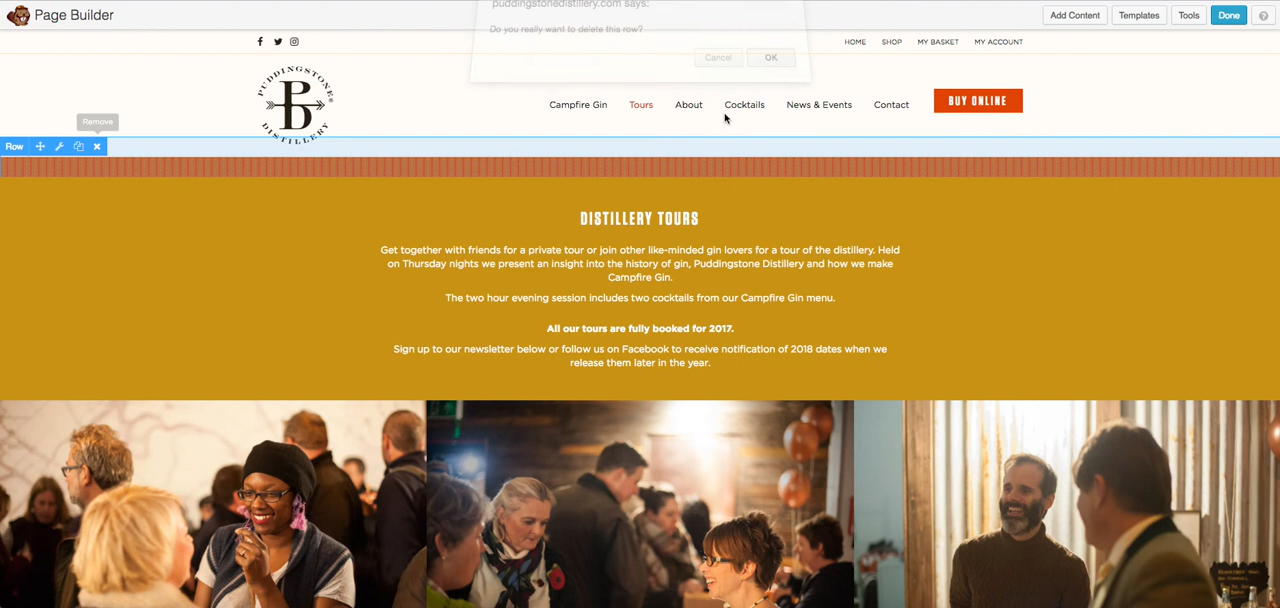 Page Builder
puddingstonedistillery.com says:
Do you really want to delete this row?
Cancel OK
Add Content Templates Tools Done ?
HOME SHOP MY BASKET MY ACCOUNT
PUDDINGSTONE®
DISTILLERY
Campfire Gin Tours About Cocktails News & Events Contact BUY ONLINE
Remove
Row
DISTILLERY TOURS
Get together with friends for a private tour or join other like-minded gin lovers for a tour of the distillery. Held
on Thursday nights we present an insight into the history of gin, Puddingstone Distillery and how we make
Campfire Gin.
The two hour evening session includes two cocktails from our Campfire Gin menu.
All our tours are fully booked for 2017.
Sign up to our newsletter below or follow us on Facebook to receive notification of 2018 dates when we
release them later in the year.